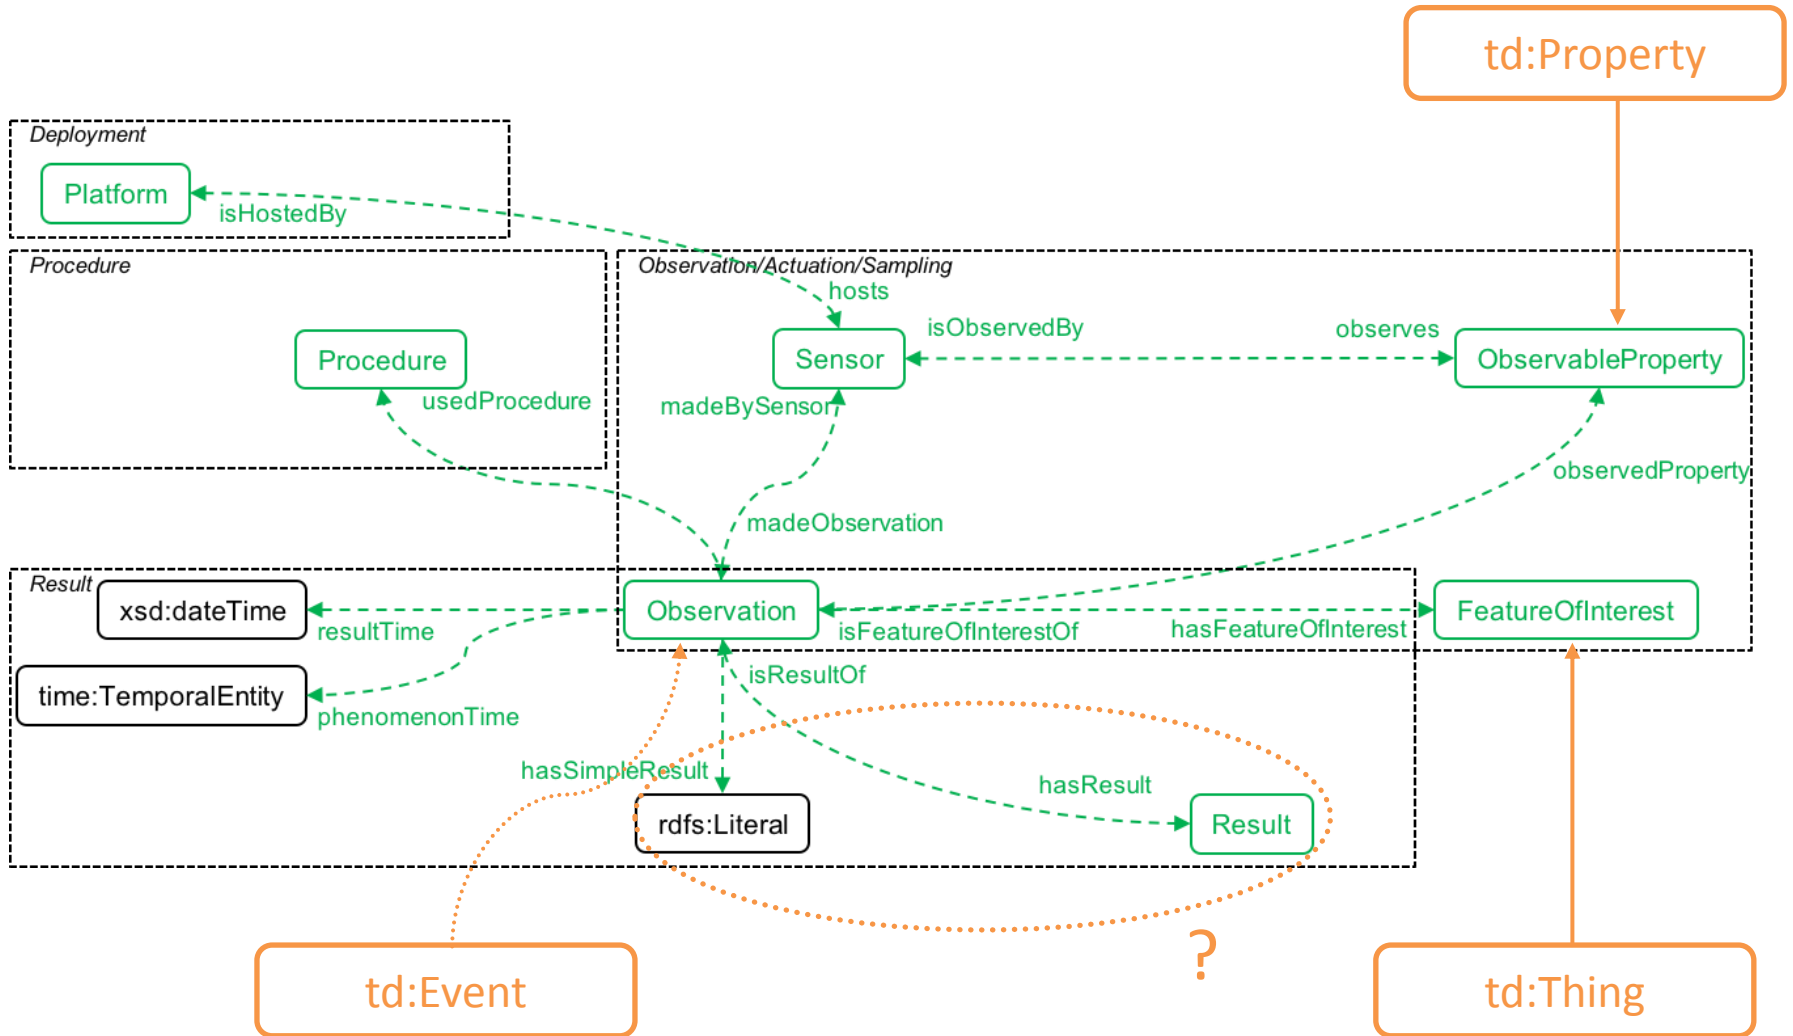 td:Property
Deployment
Platform
isHostedBy
Procedure
Observation/Actuation/Sampling
hosts
isObservedBy
observes
Procedure
Sensor
ObservableProperty
usedProcedure
madeBySensor
observedProperty
madeObservation
Result
xsd:dateTime
Observation
FeatureOfInterest
resultTime
isFeatureOfInterestOf
hasFeatureOfInterest
isResultOf
time:TemporalEntity
phenomenonTime
hasSimpleResult
hasResult
rdfs:Literal
Result
?
td:Event
td:Thing